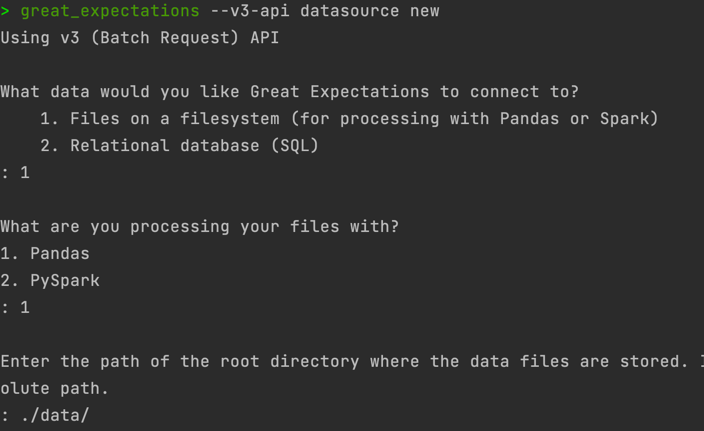 > great_expectations --v3-api datasource new
Using v3 (Batch Request) API
What data would you like Great Expectations to connect to?
1. Files on a filesystem (for processing with Pandas or Spark)
2. Relational database (SQL)
: 1
What are you processing your files with?
1. Pandas
2. PySpark
: 1
Enter the path of the root directory where the data files are stored.
olute path.
: ./data/